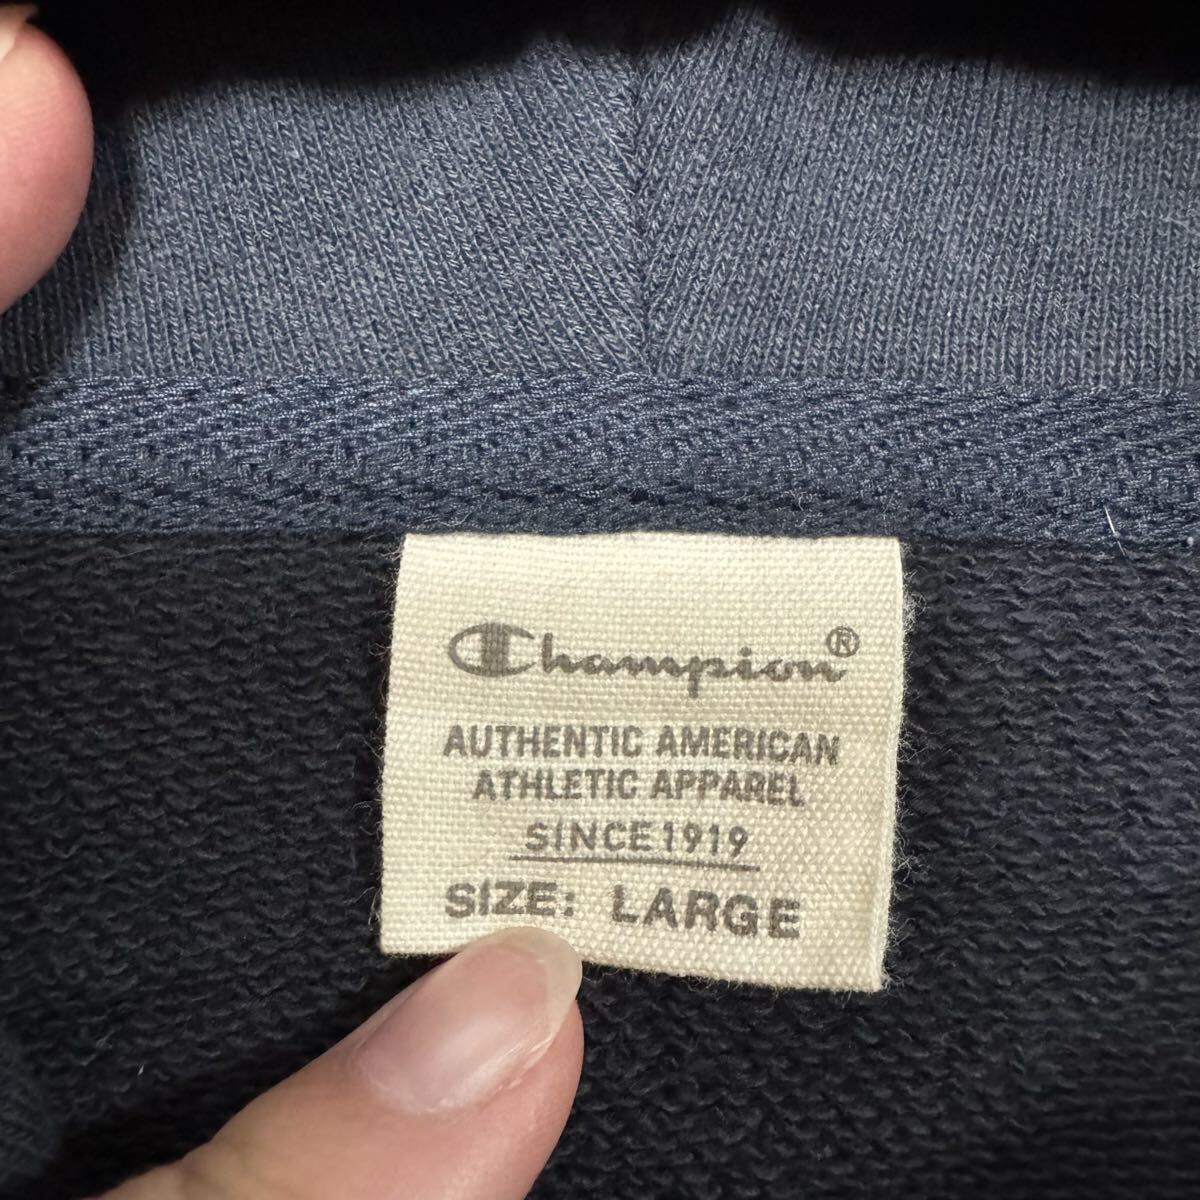 Champion®
AUTHENTIC AMERICAN
ATHLETIC APPAREL
SINCE 1919
SIZE: LARGE